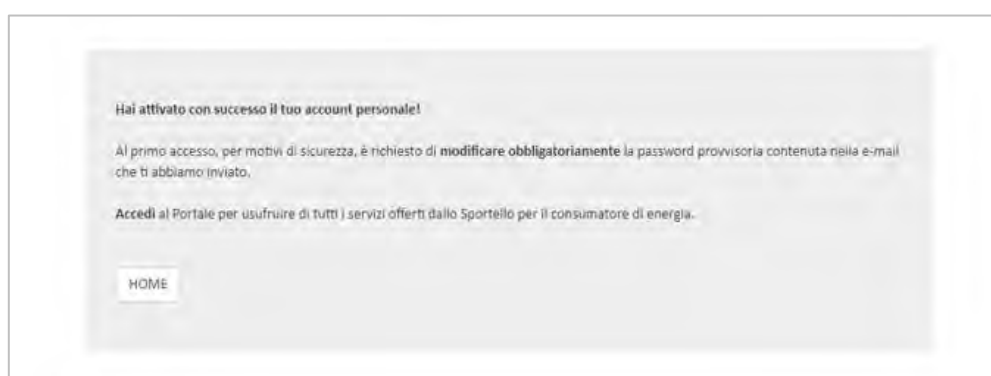 Hai attivato con successo il tuo account personale!
Al primo accesso, per motivi di sicurezza, è richiesto di modificare obbligatoriamente la password provvisoria contenuta nella e-mail
che ti abbiamo inviato.
Accedi al Portale per usufruire di tutti i servizi offerti dallo Sportello per il consumatore di energia.
HOME